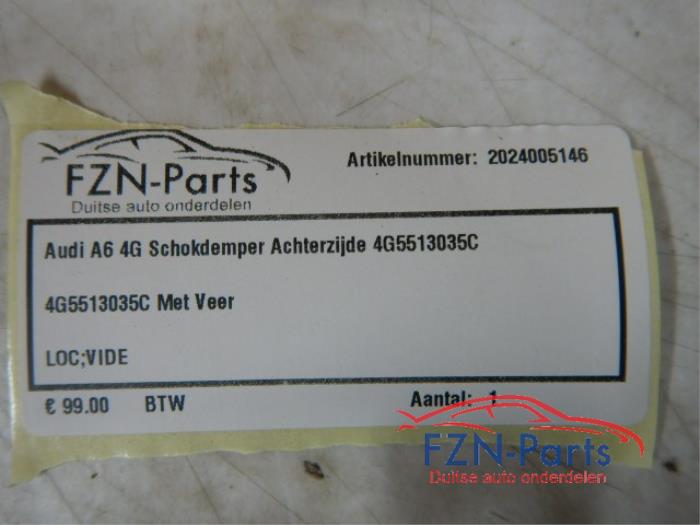 FZN-Parts
Duitse auto onderdelen
Artikelnummer: 2024005146
Audi A6 4G Schokdemper Achterzijde 4G5513035C
4G5513035C Met Veer
LOC;VIDE
€ 99.00 BTW Aantal: 1
FZN-Parts
Duitse auto onderdelen